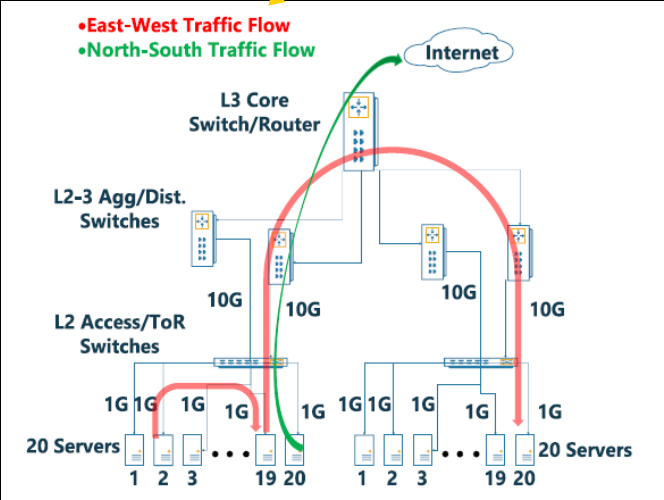 •East-West Traffic Flow
•North-South Traffic Flow
Internet
L3 Core
Switch/Router
L2-3 Agg/Dist.
Switches
10G
10G
10G
10G
L2 Access/ToR
Switches
1G
1G
1G
1G
1G
1G
1G
1G
1G
1G
20 Servers
20 Servers
1
2
3
19
20
1
2
3
19
20